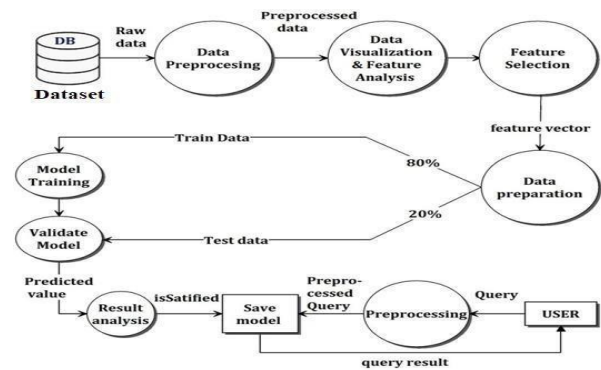 DB
Dataset
Raw
data
Data
Preprocesing
Preprocessed
data
Data
Visualization
& Feature
Analysis
Feature
Selection
feature vector
Data
preparation
80%
20%
Train Data
Test data
Model
Training
Validate
Model
Predicted
value
Result
analysis
isSatified
Save
model
Prepro-
cessed
Query
Preprocessing
Query
USER
query result